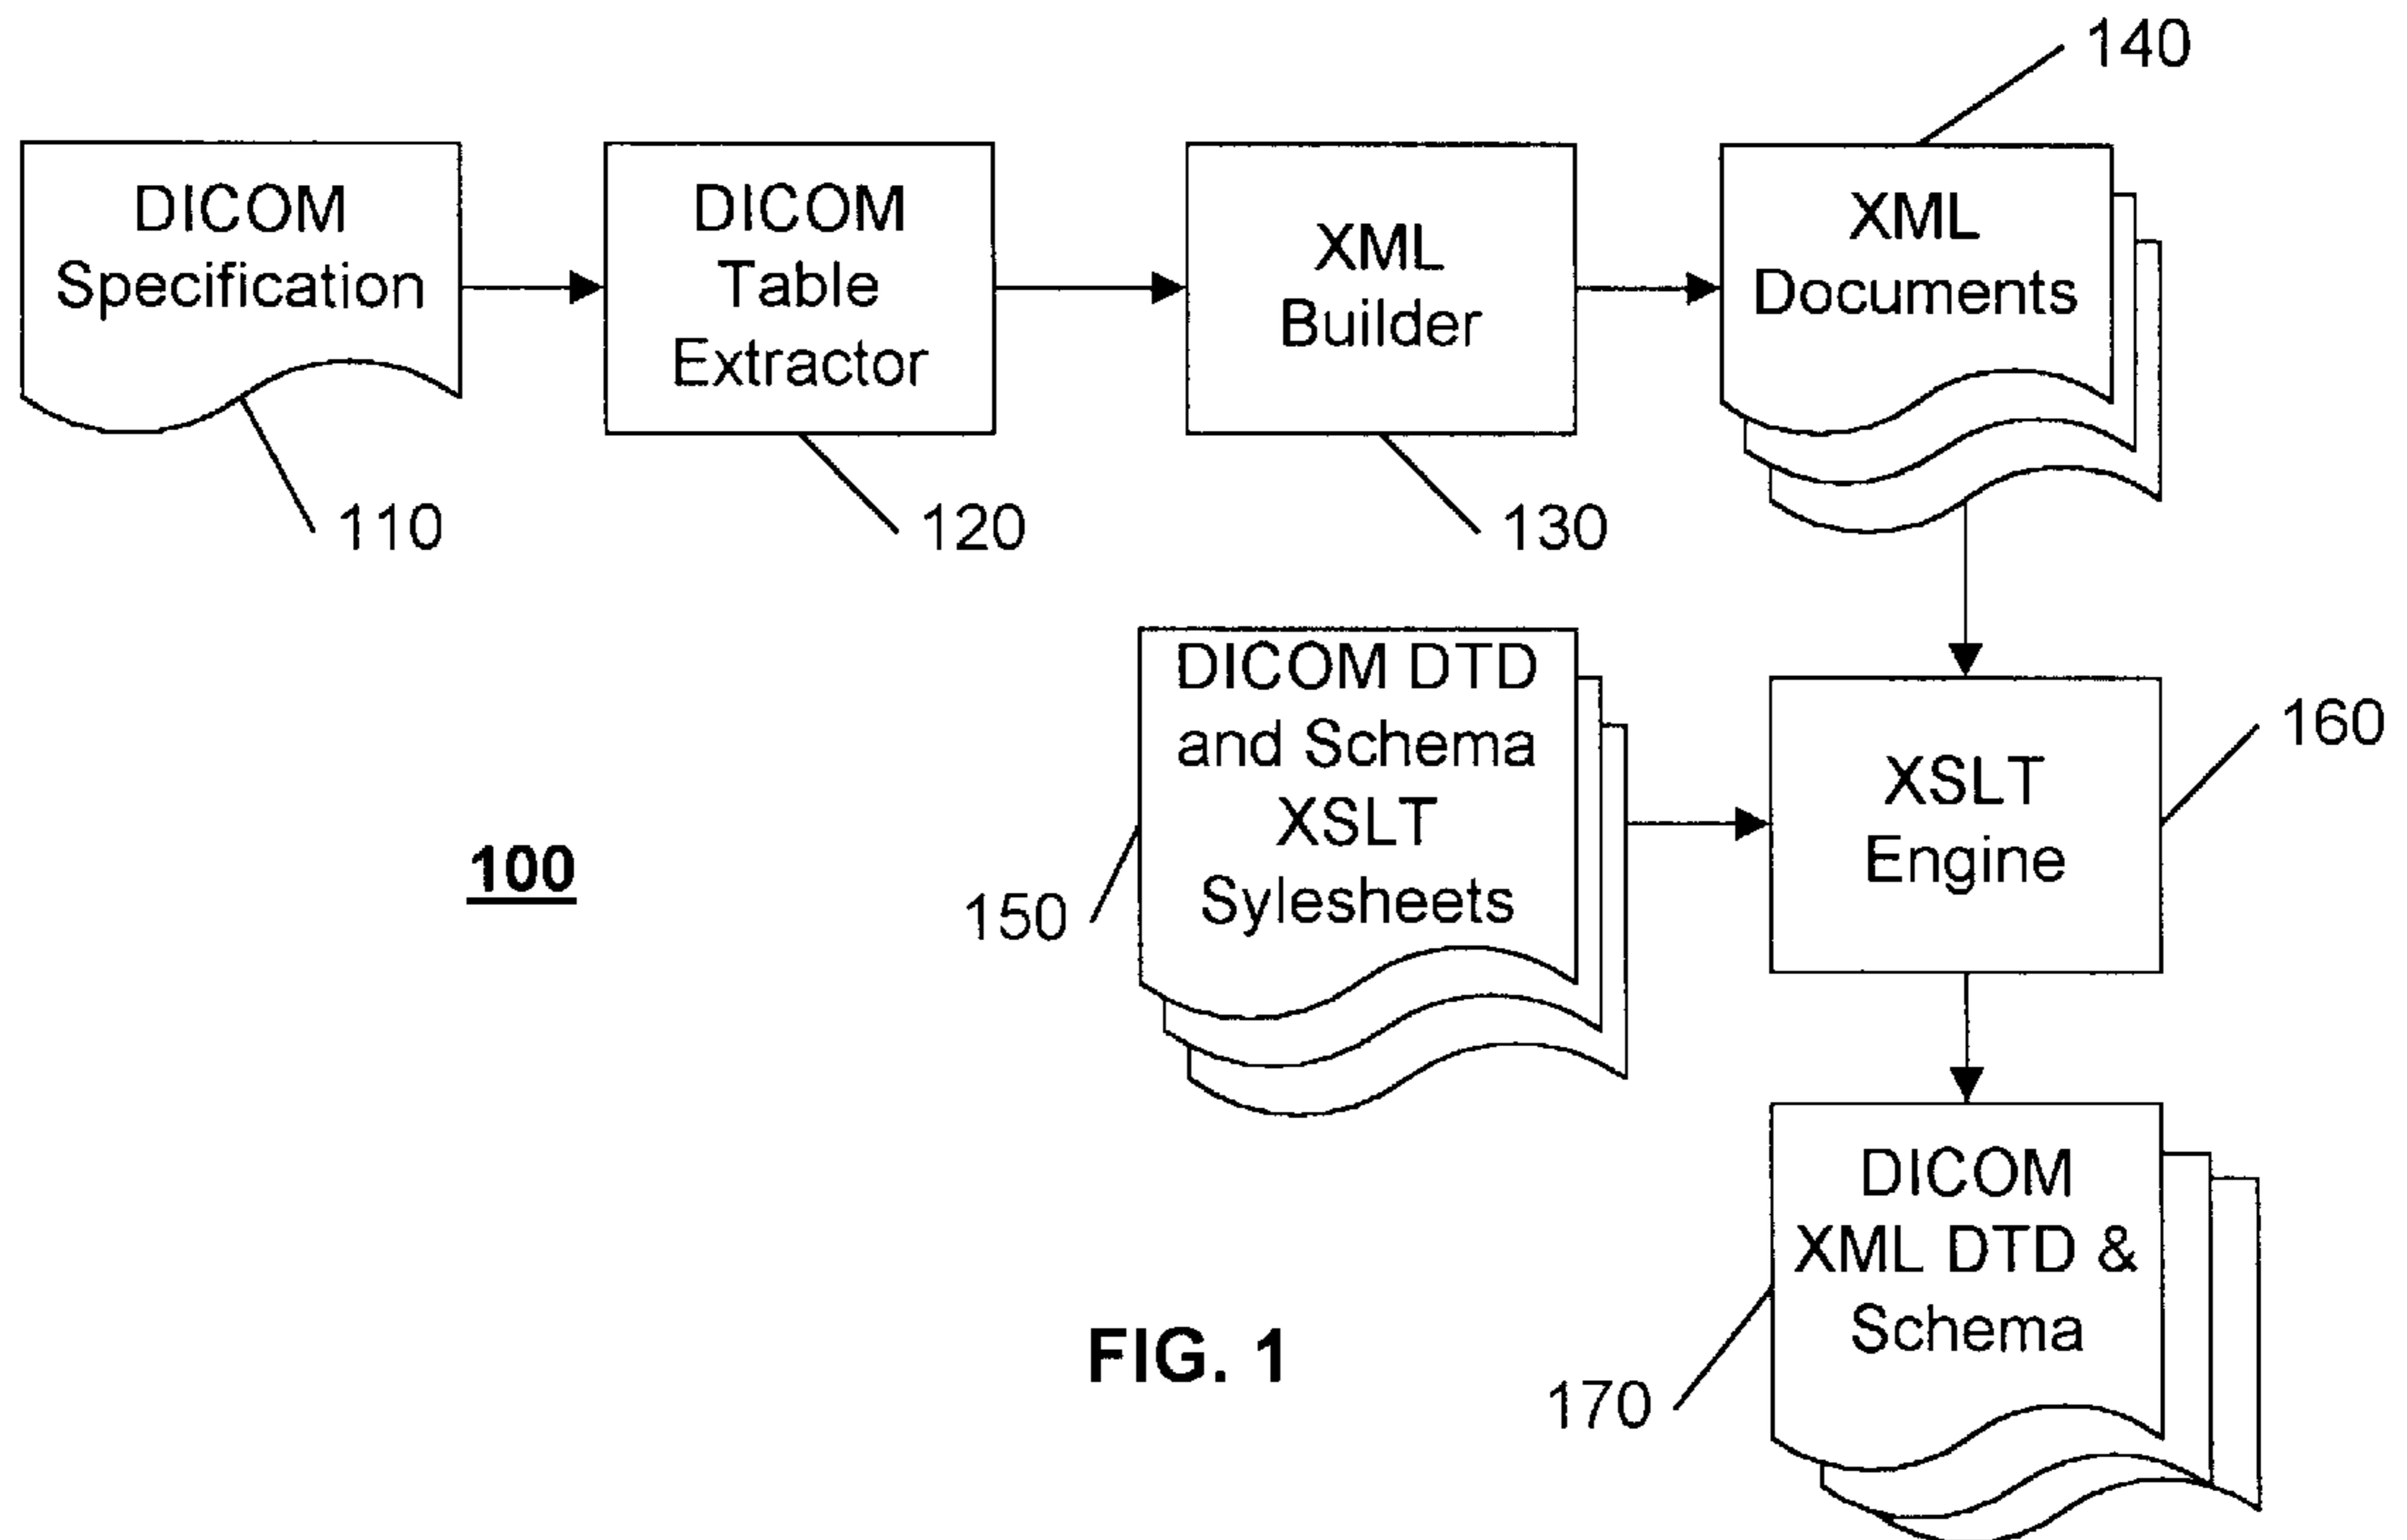 140
DICOM
Specification
DICOM
Table
Extractor
XML
Builder
XML
Documents
110
120
130
DICOM DTD
and Schema
XSLT
Sylesheets
150
XSLT
Engine
160
100
DICOM
XML DTD &
Schema
170
FIG. 1